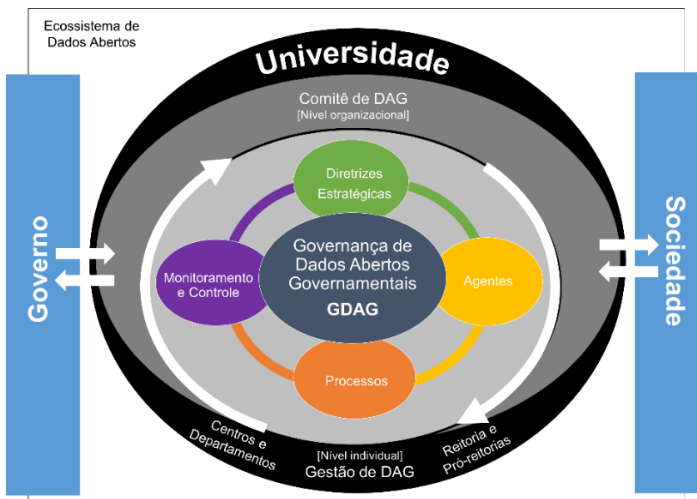 Ecossistema de
Dados Abertos
Universidade
Comitê de DAG
[Nível organizacional]
Governo
Diretrizes
Estratégicas
Monitoramento
e Controle
Governança de
Dados Abertos
Governamentais
GDAG
Agentes
Processos
Sociedade
Centros e
Departamentos
[Nível individual]
Gestão de DAG
Reitoria e
Pró-reitorias